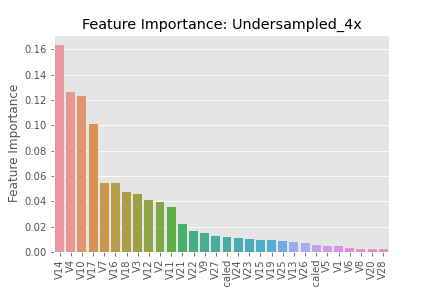 Feature Importance: Undersampled_4x
0.16
0.14
0.12
0.10
0.08
0.06
0.04
0.02
0.00
Feature Importance
V14
V4
V10
V17
V7
V16
V18
V3
V12
V2
V11
V21
V22
V9
V27
caled
V24
V23
V15
V19
V25
V13
V26
caled
V5
V1
V6
V8
V20
V28